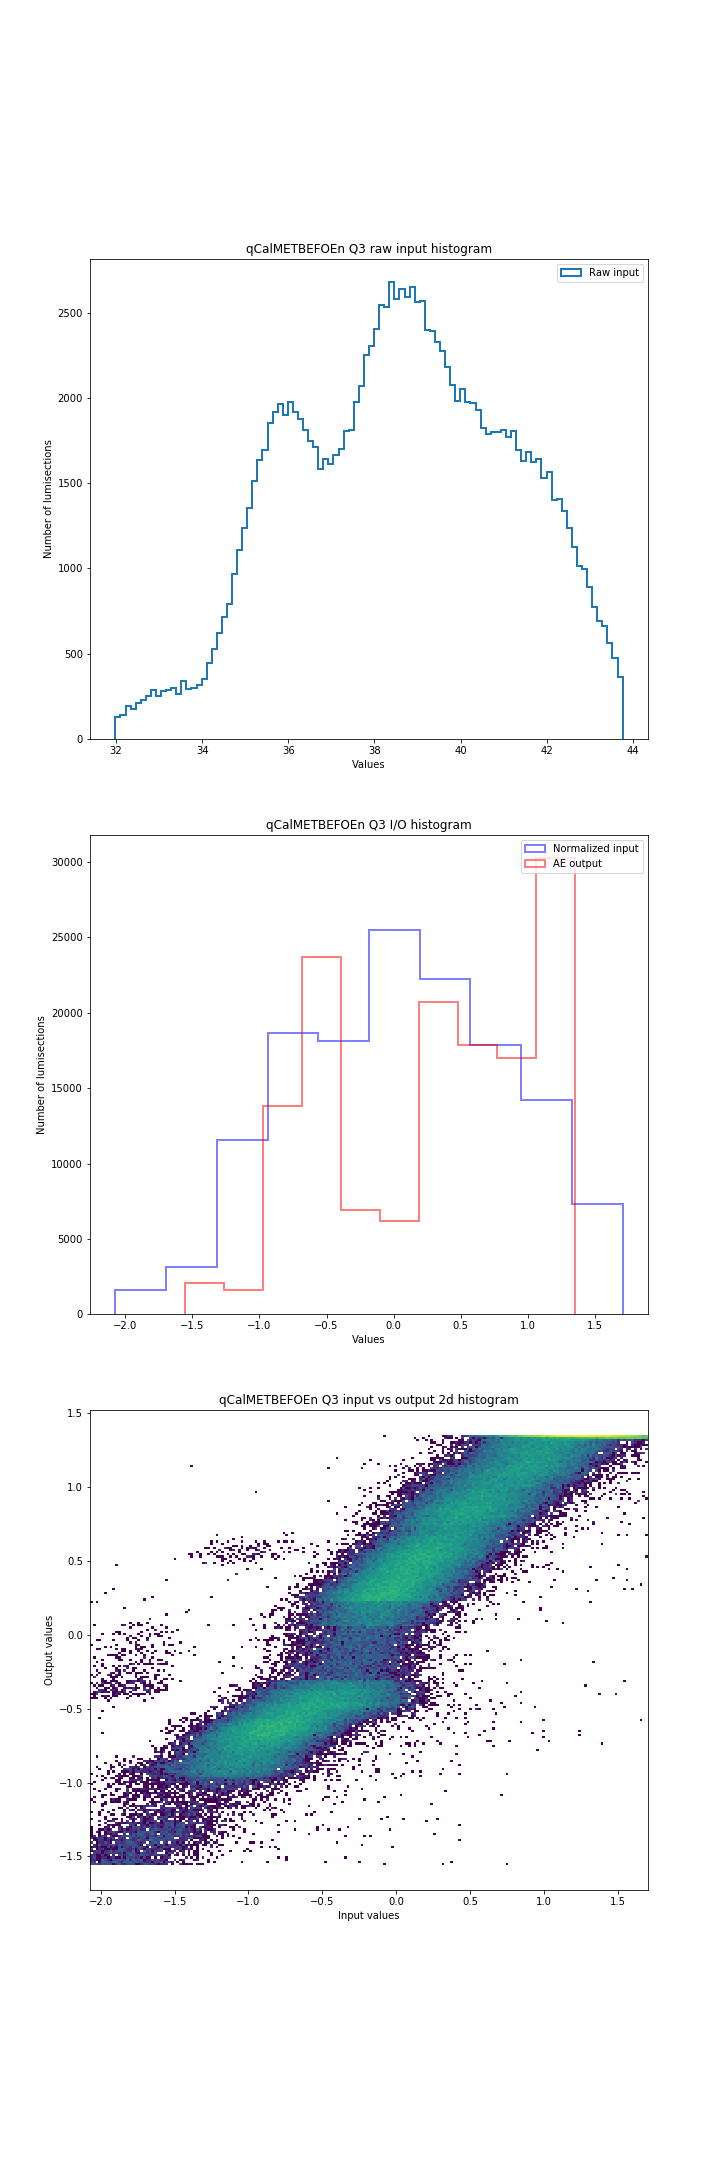 qCalMETBEFOEn Q3 raw input histogram
Raw input
2500
2000
1500
1000
500
0
Number of lumisections
32 34 36 38 40 42 44
Values
qCalMETBEFOEn Q3 I/O histogram
Normalized input
AE output
30000
25000
20000
15000
10000
5000
0
Number of lumisections
−2.0 −1.5 −1.0 −0.5 0.0 0.5 1.0 1.5
Values
qCalMETBEFOEn Q3 input vs output 2d histogram
1.5
1.0
0.5
0.0
−0.5
−1.0
−1.5
Output values
−2.0 −1.5 −1.0 −0.5 0.0 0.5 1.0 1.5
Input values